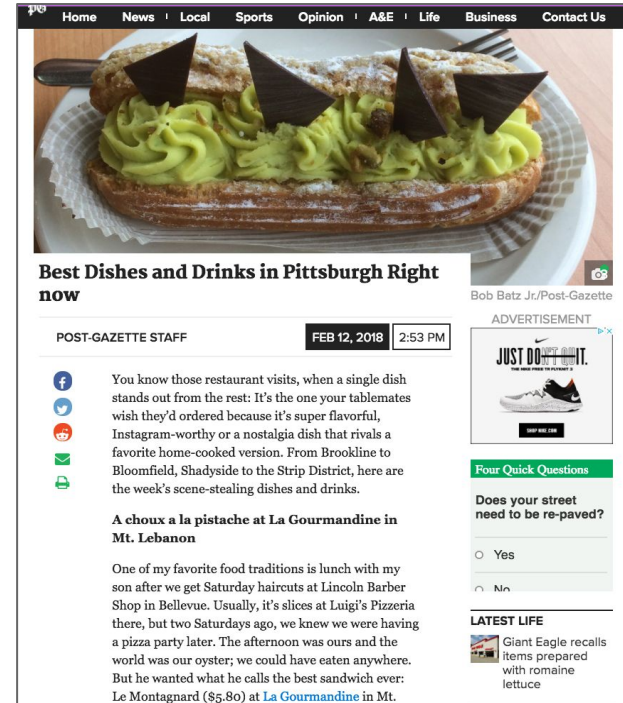 Home News Local Sports Opinion A&E Life Business Contact Us
Best Dishes and Drinks in Pittsburgh Right
now
Bob Batz Jr./Post-Gazette
POST-GAZETTE STAFF
FEB 12, 2018 2:53 PM
You know those restaurant visits, when a single dish
stands out from the rest: It's the one your tablemates
wish they'd ordered because it's super flavorful,
Instagram-worthy or a nostalgia dish that rivals a
favorite home-cooked version. From Brookline to
Bloomfield, Shadyside to the Strip District, here are
the week's scene-stealing dishes and drinks.
A choux a la pistache at La Gourmandine in
Mt. Lebanon
One of my favorite food traditions is lunch with my
son after we get Saturday haircuts at Lincoln Barber
Shop in Bellevue. Usually, it's slices at Luigi's Pizzeria
there, but two Saturdays ago, we knew we were having
a pizza party later. The afternoon was ours and the
world was our oyster; we could have eaten anywhere.
But he wanted what he calls the best sandwich ever:
Le Montagnard ($5.80) at La Gourmandine in Mt.
ADVERTISEMENT
JUST DON'T QUIT.
THE NIKE FREE TR FLYKNIT 3
SHOP NIKE.COM
Four Quick Questions
Does your street
need to be re-paved?
Yes
No
LATEST LIFE
Giant Eagle recalls
items prepared
with romaine
lettuce